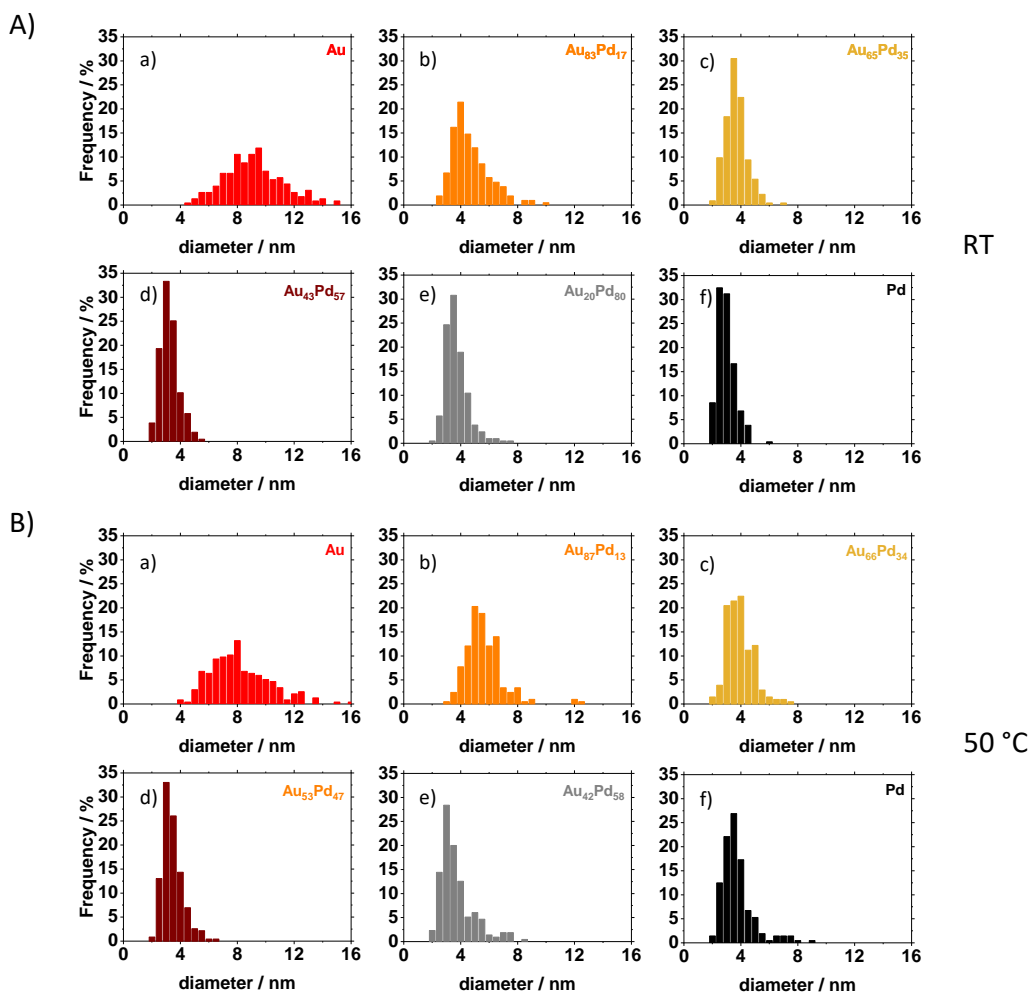 A)
a) Au b) Au83Pd17 c) Au65Pd35
35 30 25 20 15 10 5 0 35 30 25 20 15 10 5 0 35 30 25 20 15 10 5 0
Frequency / %
0 4 8 12 16 0 4 8 12 16 0 4 8 12 16
diameter / nm diameter / nm diameter / nm
RT
d) Au43Pd57 e) Au20Pd80 f) Pd
35 30 25 20 15 10 5 0 35 30 25 20 15 10 5 0 35 30 25 20 15 10 5 0
Frequency / %
0 4 8 12 16 0 4 8 12 16 0 4 8 12 16
diameter / nm diameter / nm diameter / nm
B)
a) Au b) Au87Pd13 c) Au66Pd34
35 30 25 20 15 10 5 0 35 30 25 20 15 10 5 0 35 30 25 20 15 10 5 0
Frequency / %
0 4 8 12 16 0 4 8 12 16 0 4 8 12 16
diameter / nm diameter / nm diameter / nm
50 °C
d) Au53Pd47 e) Au42Pd58 f) Pd
35 30 25 20 15 10 5 0 35 30 25 20 15 10 5 0 35 30 25 20 15 10 5 0
Frequency / %
0 4 8 12 16 0 4 8 12 16 0 4 8 12 16
diameter / nm diameter / nm diameter / nm